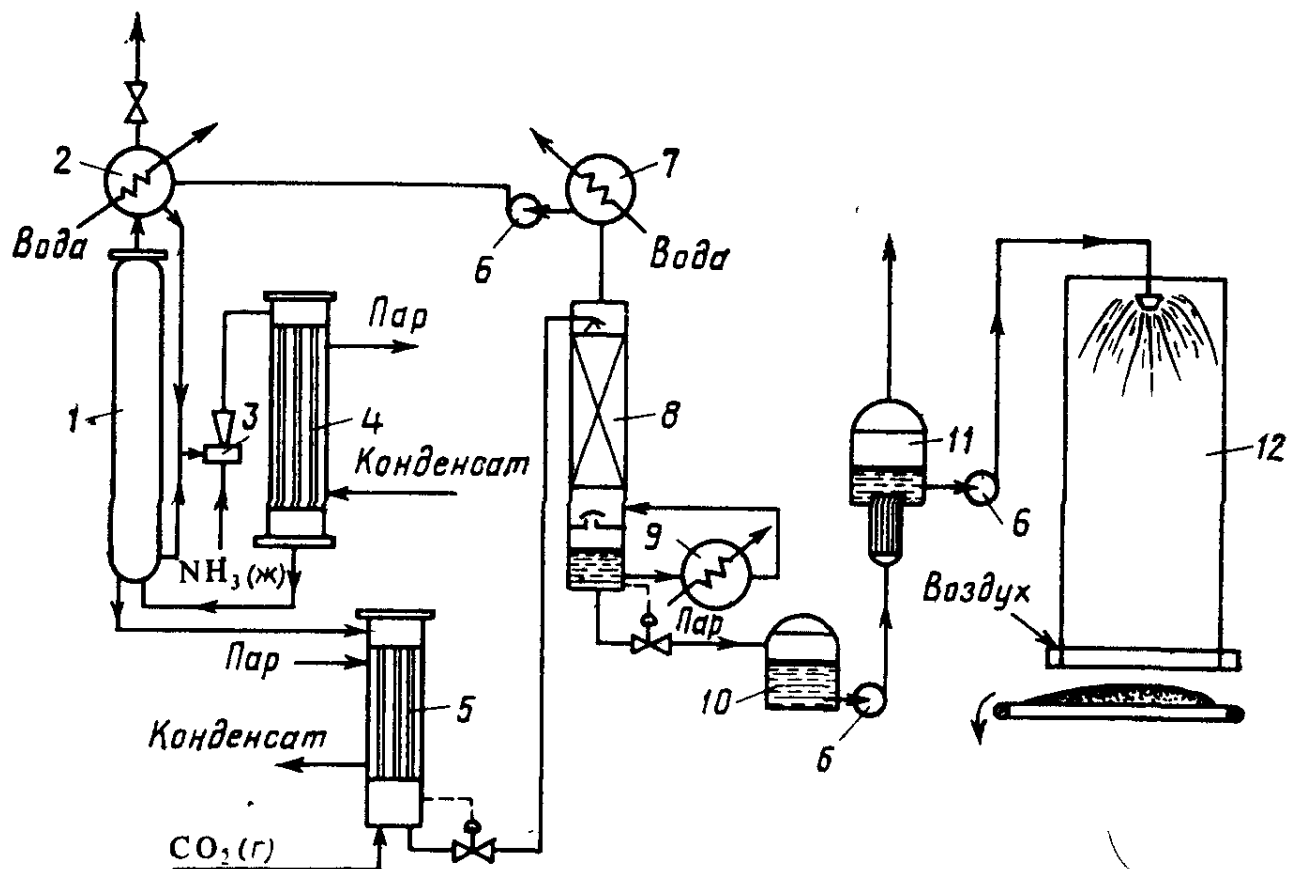 2
7
Вода
6
Вода
Пар
1
3
4
8
11
12
Конденсат
6
9
NH₃(ж)
Воздух
Пар
Пар
5
10
Конденсат
6
CO₂(г)